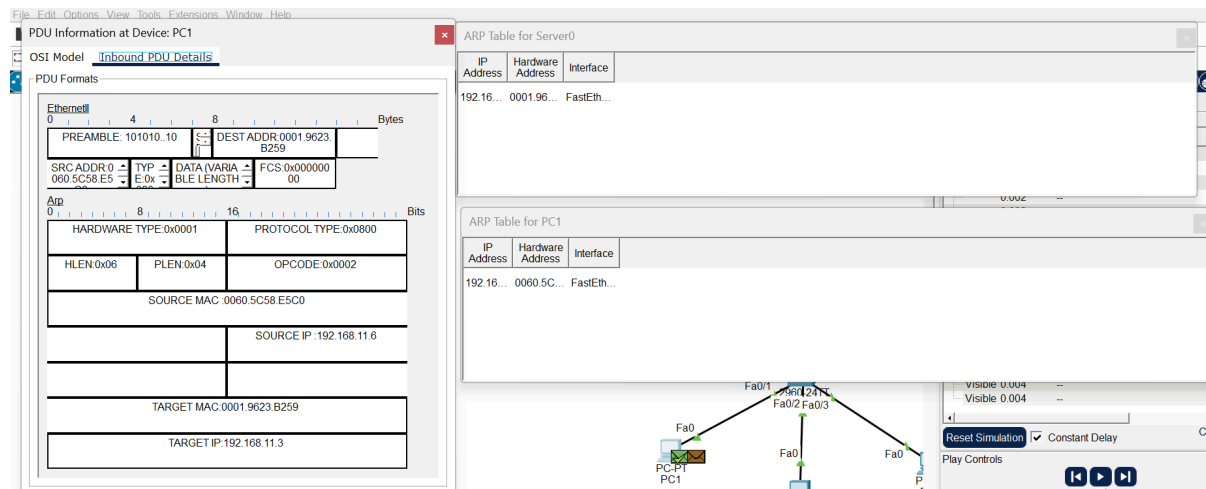 File Edit Options View Tools Extensions Window Help
PDU Information at Device: PC1
OSI Model Inbound PDU Details
PDU Formats
EthernetII
0 4 8 Bytes
PREAMBLE: 101010..10
DEST ADDR:0001.9623.
B259
SRC ADDR:0
060.5C58.E5
TYP
E:0x
DATA (VARIA
BLE LENGTH
FCS:0x000000
00
Arp
0 8 16 Bits
HARDWARE TYPE:0x0001 PROTOCOL TYPE:0x0800
HLEN:0x06 PLEN:0x04 OPCODE:0x0002
SOURCE MAC :0060.5C58.E5C0
SOURCE IP :192.168.11.6
TARGET MAC:0001.9623.B259
TARGET IP:192.168.11.3
ARP Table for Server0
IP
Address
Hardware
Address
Interface
192.16... 0001.96... FastEth...
0.002 --
ARP Table for PC1
IP
Address
Hardware
Address
Interface
192.16... 0060.5C... FastEth...
Fa0/1
2960-24TT
Fa0/2 Fa0/3
Fa0
Fa0
Fa0
PC-PT
PC1
P
Visible 0.004 --
Visible 0.004 --
Reset Simulation Constant Delay
Play Controls